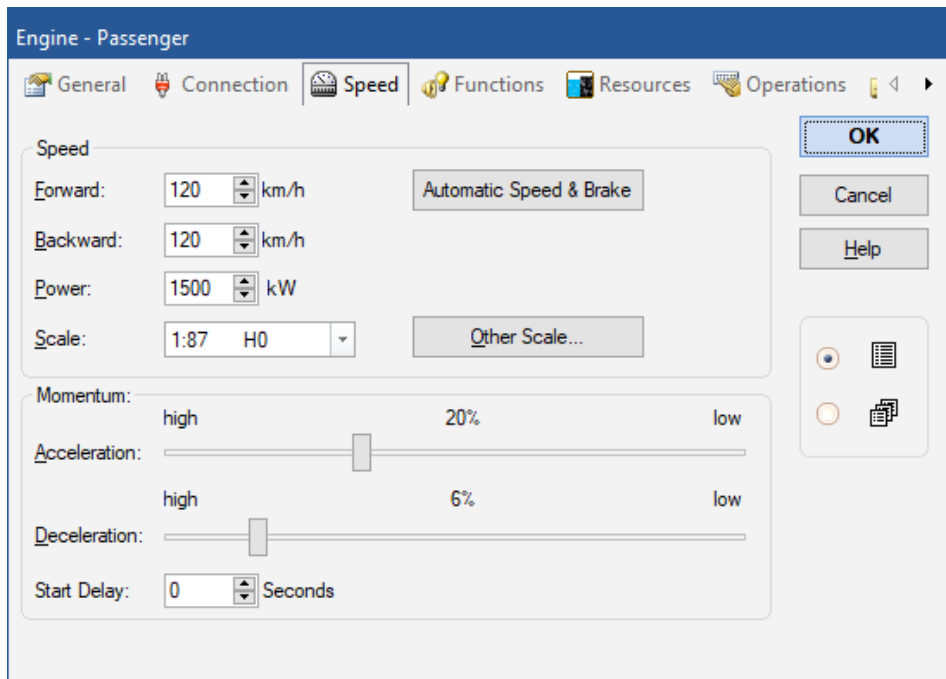 Engine - Passenger
General Connection Speed Functions Resources Operations
OK
Speed
Forward: 120 km/h Automatic Speed & Brake
Cancel
Backward: 120 km/h
Help
Power: 1500 kW
Scale: 1:87 H0 Other Scale...
Momentum:
high 20% low
Acceleration:
high 6% low
Deceleration:
Start Delay: 0 Seconds